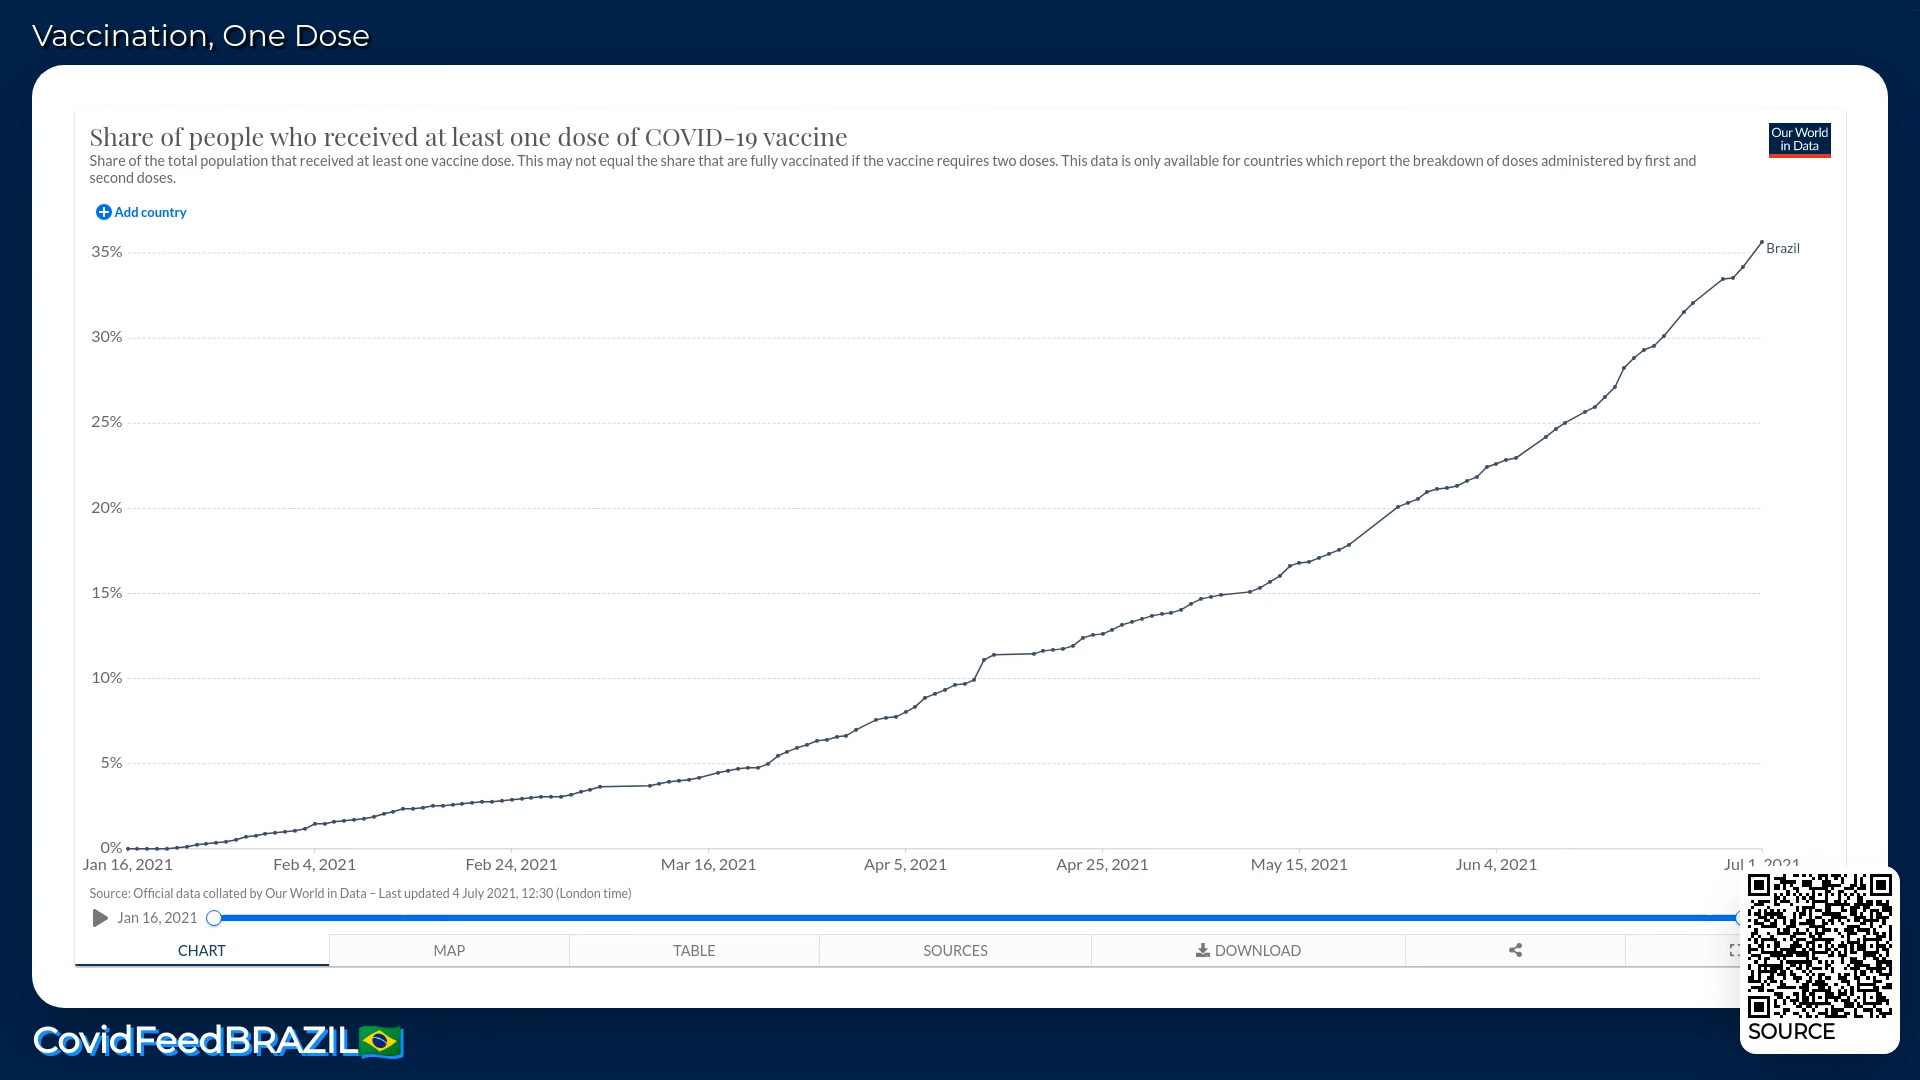 Vaccination, One Dose
Share of people who received at least one dose of COVID-19 vaccine
Share of the total population that received at least one vaccine dose. This may not equal the share that are fully vaccinated if the vaccine requires two doses. This data is only available for countries which report the breakdown of doses administered by first and
second doses.
Our World
in Data
Add country
35%
Brazil
30%
25%
20%
15%
10%
5%
0%
Jan 16, 2021
Feb 4, 2021
Feb 24, 2021
Mar 16, 2021
Apr 5, 2021
Apr 25, 2021
May 15, 2021
Jun 4, 2021
Jul 1, 2021
Source: Official data collated by Our World in Data – Last updated 4 July 2021, 12:30 (London time)
Jan 16, 2021
CHART
MAP
TABLE
SOURCES
DOWNLOAD
SOURCE
CovidFeedBRAZIL